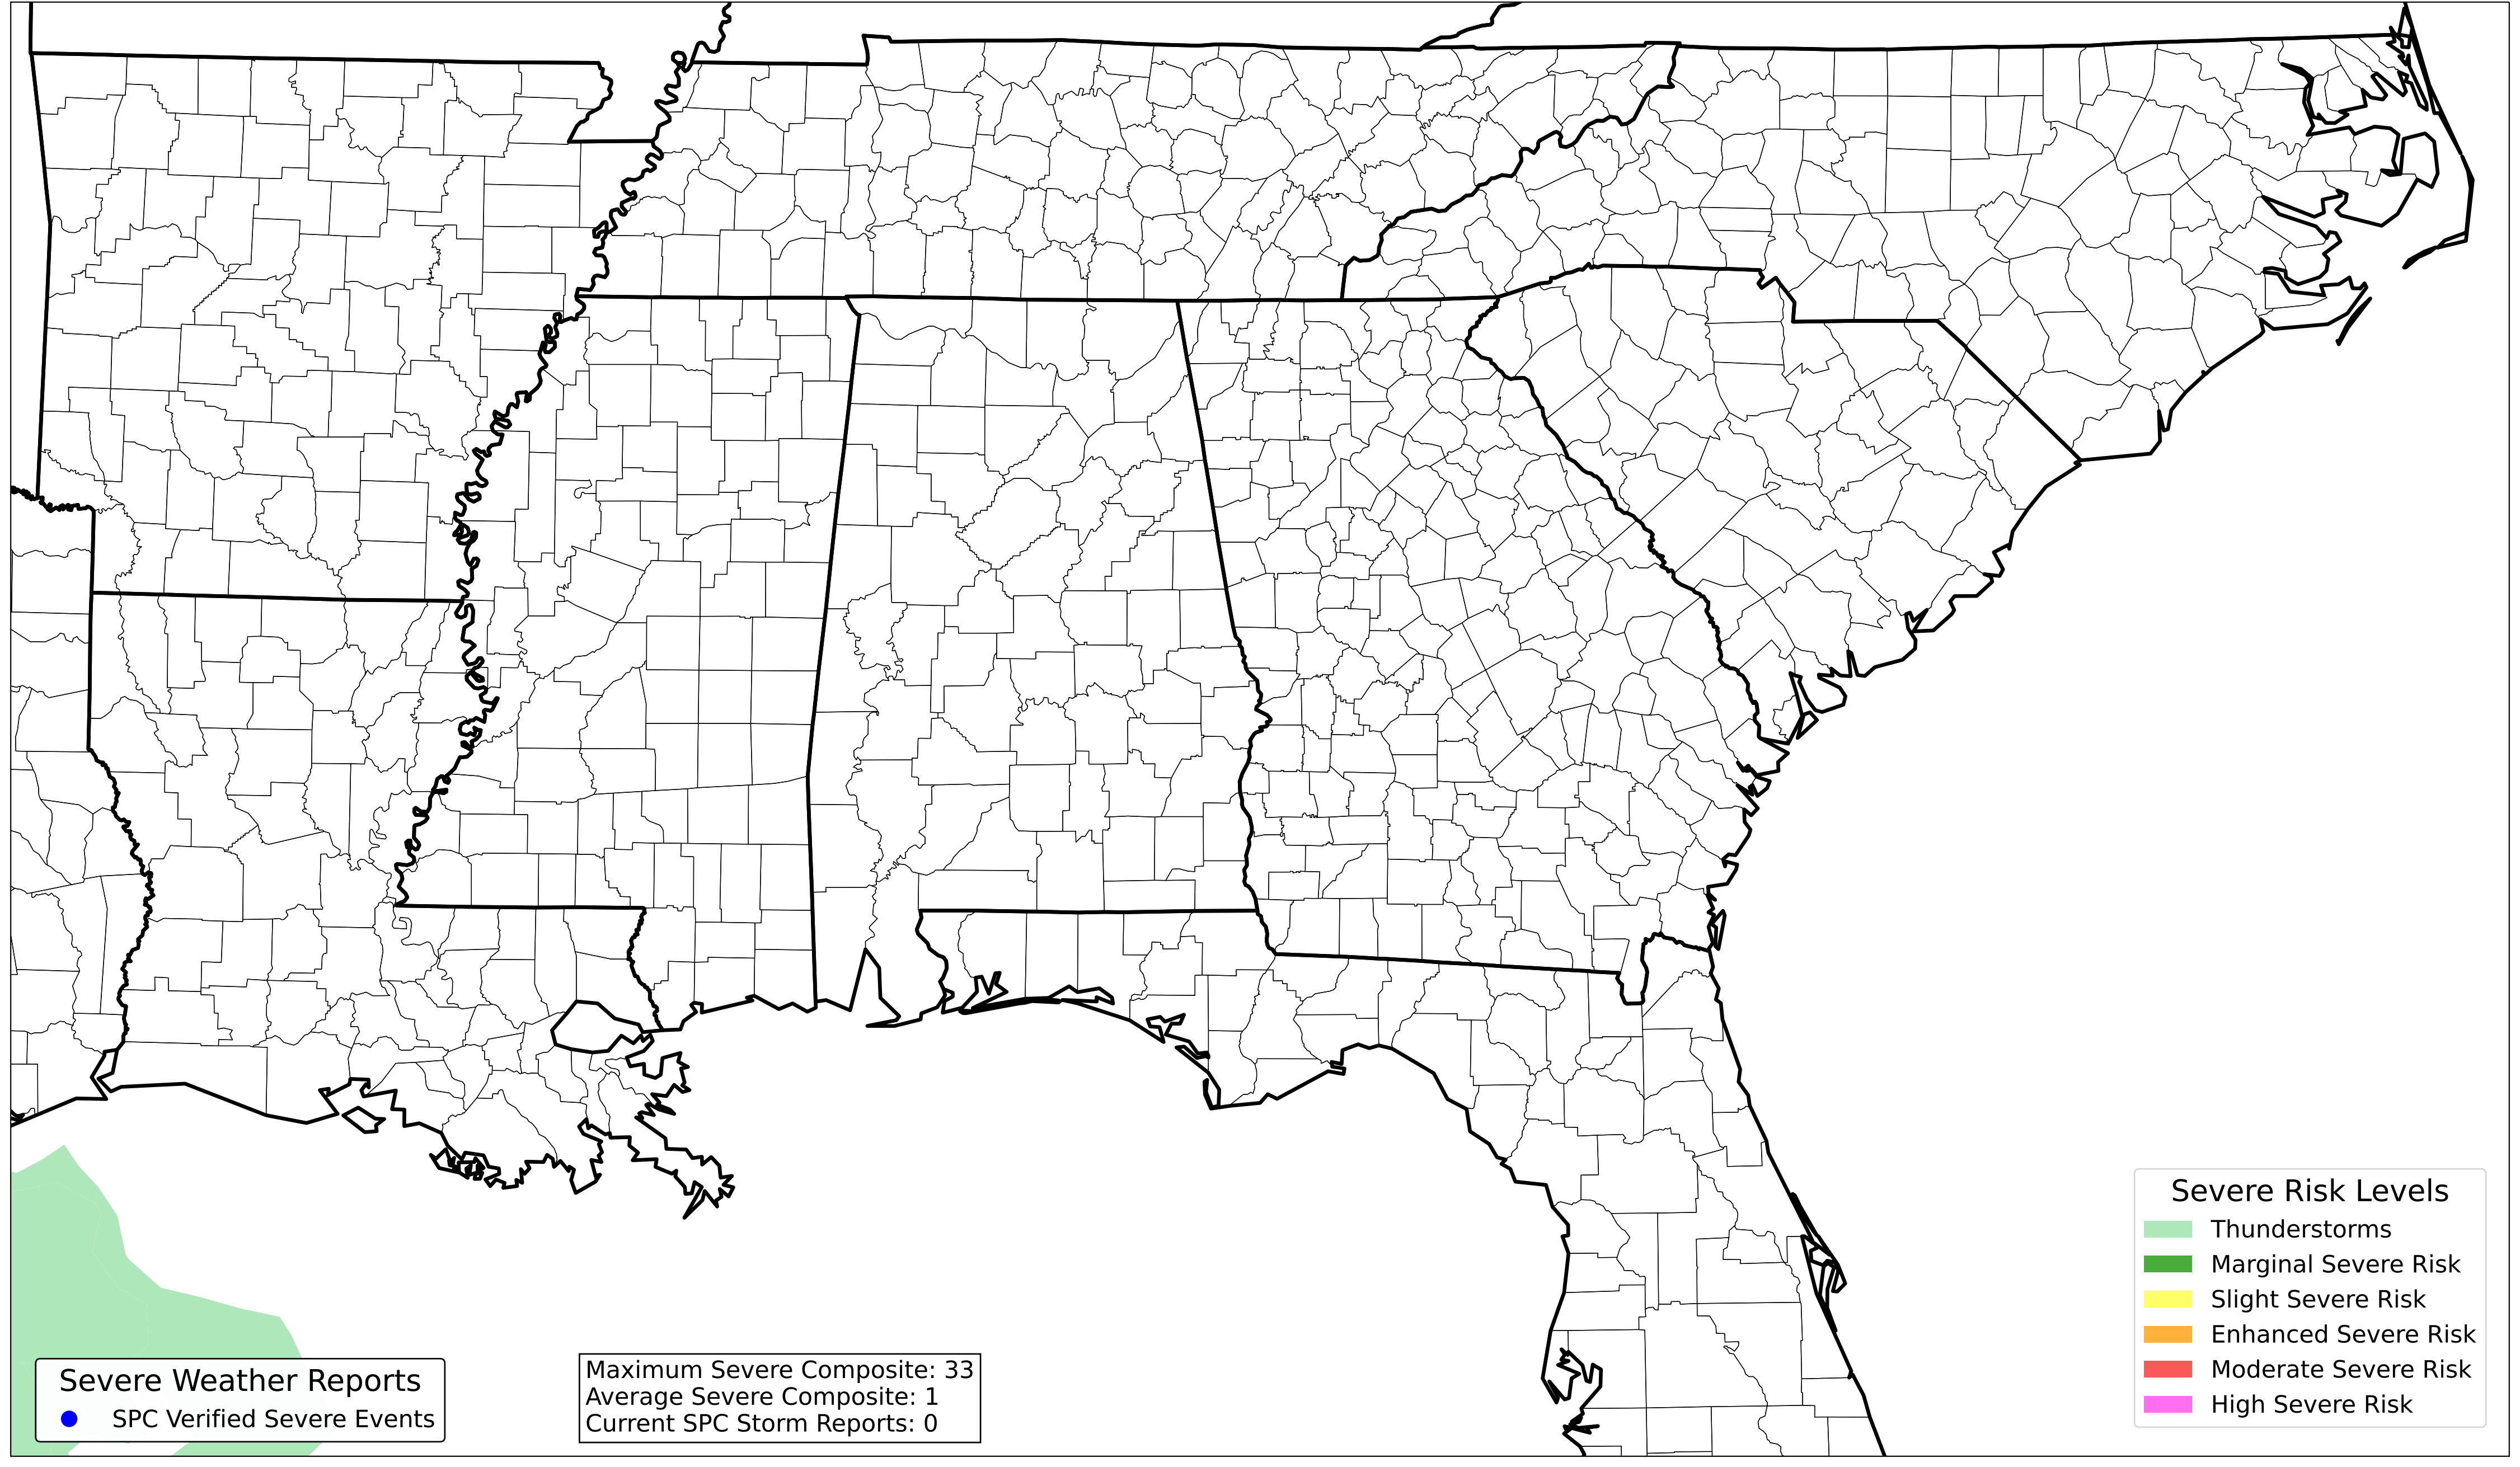 Severe Risk Levels
Thunderstorms
Marginal Severe Risk
Slight Severe Risk
Enhanced Severe Risk
Moderate Severe Risk
High Severe Risk
Severe Weather Reports
SPC Verified Severe Events
Maximum Severe Composite: 33
Average Severe Composite: 1
Current SPC Storm Reports: 0